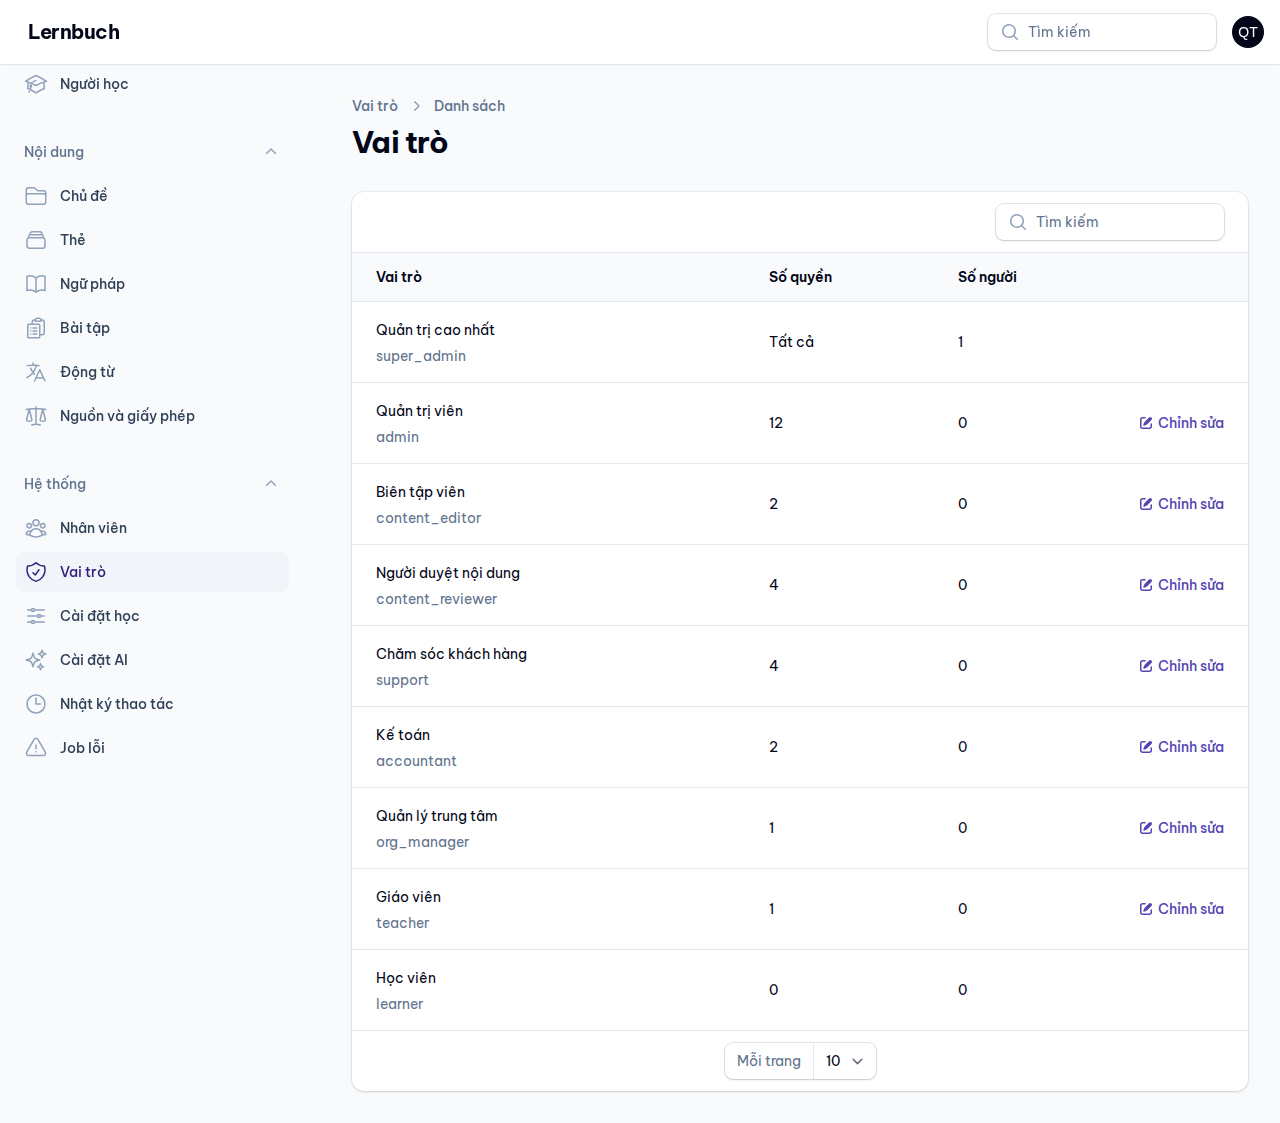 Lernbuch
Tìm kiếm
QT
Người học
Nội dung
Chủ đề
Thẻ
Ngữ pháp
Bài tập
Động từ
Nguồn và giấy phép
Hệ thống
Nhân viên
Vai trò
Cài đặt học
Cài đặt AI
Nhật ký thao tác
Job lỗi
Vai trò
Danh sách
Vai trò
Tìm kiếm
Vai trò Số quyền Số người
Quản trị cao nhất
super_admin
Tất cả 1
Quản trị viên
admin
12 0 Chỉnh sửa
Biên tập viên
content_editor
2 0 Chỉnh sửa
Người duyệt nội dung
content_reviewer
4 0 Chỉnh sửa
Chăm sóc khách hàng
support
4 0 Chỉnh sửa
Kế toán
accountant
2 0 Chỉnh sửa
Quản lý trung tâm
org_manager
1 0 Chỉnh sửa
Giáo viên
teacher
1 0 Chỉnh sửa
Học viên
learner
0 0
Mỗi trang 10